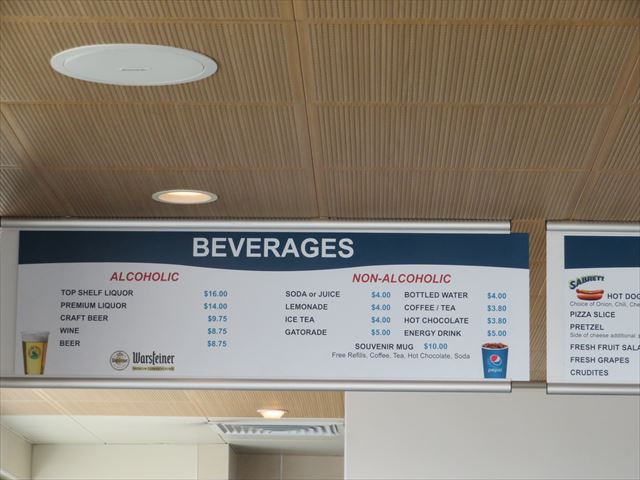 BEVERAGES
ALCOHOLIC
TOP SHELF LIQUOR $16.00
PREMIUM LIQUOR $14.00
CRAFT BEER $9.75
WINE $8.75
BEER $8.75
Warsteiner
NON-ALCOHOLIC
SODA or JUICE $4.00
LEMONADE $4.00
ICE TEA $4.00
GATORADE $5.00
BOTTLED WATER $4.00
COFFEE / TEA $3.80
HOT CHOCOLATE $3.80
ENERGY DRINK $5.00
SOUVENIR MUG $10.00
Free Refills, Coffee, Tea, Hot Chocolate, Soda
pepsi
SABRETT
HOT DOG
Choice of Onion, Chili, Che
PIZZA SLICE
PRETZEL
Side of cheese additional
FRESH FRUIT SALA
FRESH GRAPES
CRUDITES